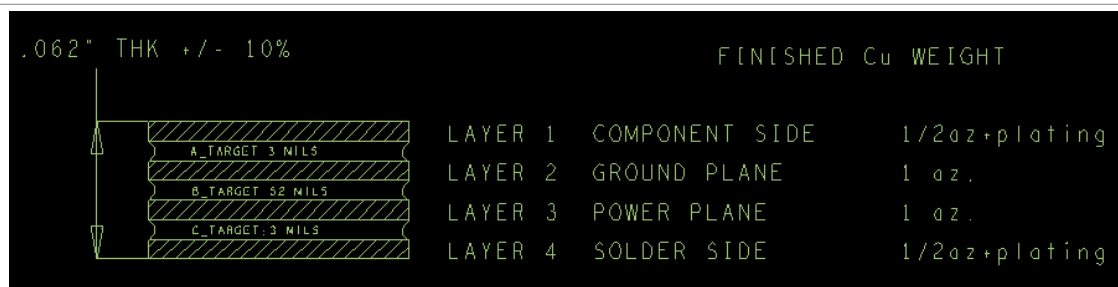 .062" THK +/- 10%
FINISHED Cu WEIGHT
LAYER 1 COMPONENT SIDE 1/2oz+plating
A_TARGET 3 MILS
LAYER 2 GROUND PLANE 1 oz.
B_TARGET 52 MILS
LAYER 3 POWER PLANE 1 oz.
C_TARGET:3 MILS
LAYER 4 SOLDER SIDE 1/2oz+plating